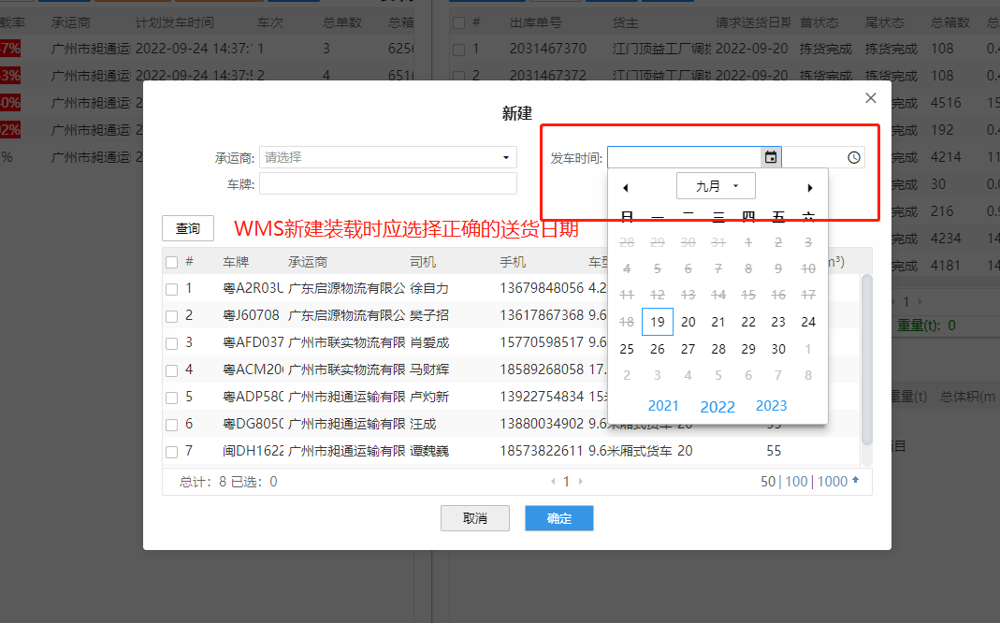 载率 承运商 计划发车时间 车次 总单数 总箱
# 出库单号 货主 请求送货日期 首状态 尾状态 总箱数
7% 广州市昶通运 2022-09-24 14:37: 1 3 625
1 2031467370 江门顶益工厂调拨 2022-09-20 拣货完成 拣货完成 108 0.
3% 广州市昶通运 2022-09-24 14:37: 2 4 651
2 2031467372 江门顶益工厂调拨 2022-09-20 拣货完成 拣货完成 108 0.
0% 广州市昶通运 2
完成 4516 15
2% 广州市昶通运 2
完成 192 0.
% 广州市昶通运 2
完成 4214 11
完成 30 0.
完成 216 0.
完成 4234 14
完成 4181 14
1
重量(t): 0
重量(t) 总体积(m
目
新建
承运商: 请选择
发车时间:
车牌:
九月
日 一 二 三 四 五 六
28 29 30 31 1 2 3
4 5 6 7 8 9 10
11 12 13 14 15 16 17
18 19 20 21 22 23 24
25 26 27 28 29 30 1
2 3 4 5 6 7 8
2021 2022 2023
查询
WMS新建装载时应选择正确的送货日期
# 车牌 承运商 司机 手机 车型 m³)
1 粤A2R03U 广东启源物流有限公 徐自力 13679848056 4.2
2 粤J60708 广东启源物流有限公 樊子招 13617867368 9.6
3 粤AFD037 广州市联实物流有限 肖爱成 15770598517 9.6
4 粤ACM20 广州市联实物流有限 马财辉 18589268058 17.
5 粤ADP580 广州市昶通运输有限 卢灼新 13922754834 15
6 粤DG8050 广州市昶通运输有限 汪成 13880034902 9.6米厢式货车 20 55
7 闽DH1622 广州市昶通运输有限 谭魏巍 18573822611 9.6米厢式货车 20 55
总计: 8 已选: 0
1
50 | 100 | 1000
取消
确定